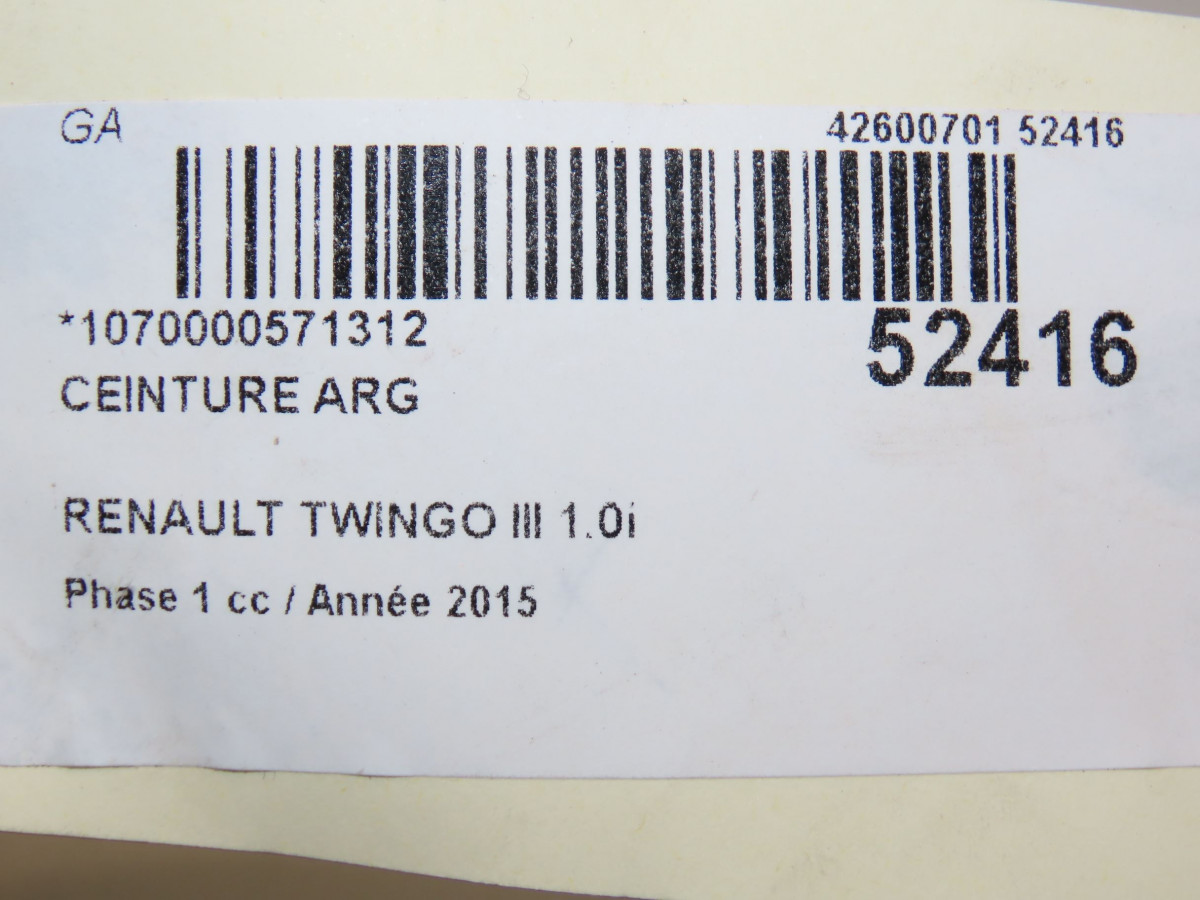 GA
42600701 52416
*1070000571312
52416
CEINTURE ARG
RENAULT TWINGO III 1.0i
Phase 1 cc / Année 2015